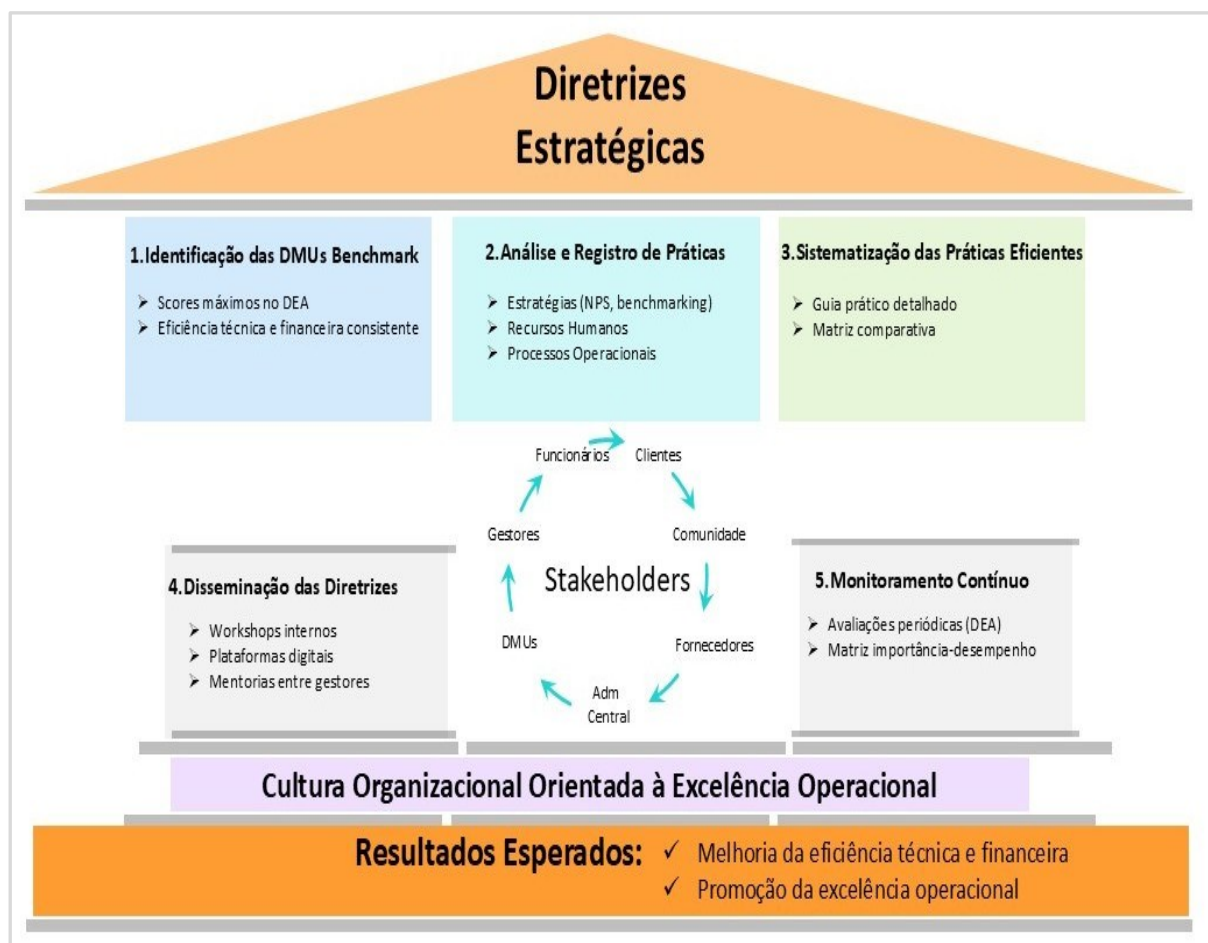 Diretrizes
Estratégicas
1.Identificação das DMUs Benchmark
➢ Scores máximos no DEA
➢ Eficiência técnica e financeira consistente
2.Análise e Registro de Práticas
➢ Estratégias (NPS, benchmarking)
➢ Recursos Humanos
➢ Processos Operacionais
3.Sistematização das Práticas Eficientes
➢ Guia prático detalhado
➢ Matriz comparativa
Funcionários
Clientes
Gestores
Comunidade
Stakeholders
DMUs
Fornecedores
Adm
Central
4.Disseminação das Diretrizes
➢ Workshops internos
➢ Plataformas digitais
➢ Mentorias entre gestores
5.Monitoramento Contínuo
➢ Avaliações periódicas (DEA)
➢ Matriz importância-desempenho
Cultura Organizacional Orientada à Excelência Operacional
Resultados Esperados: ✓ Melhoria da eficiência técnica e financeira
✓ Promoção da excelência operacional